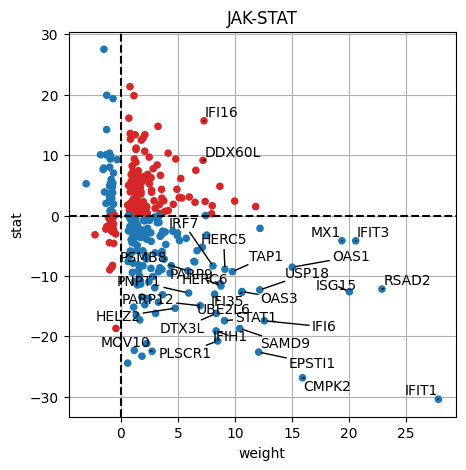 JAK-STAT
30
20
10
0
−10
−20
−30
stat
IFI16
DDX60L
IRF7
HERC5
MX1
IFIT3
PSMB8
TAP1
OAS1
PNPT1
PARP9
HERC6
USP18
ISG15
RSAD2
PARP12
IFI35
OAS3
HELZ2
UBE2L6
STAT1
IFI6
DTX3L
IFIH1
MOV10
PLSCR1
SAMD9
EPSTI1
CMPK2
IFIT1
0
5
10
15
20
25
weight